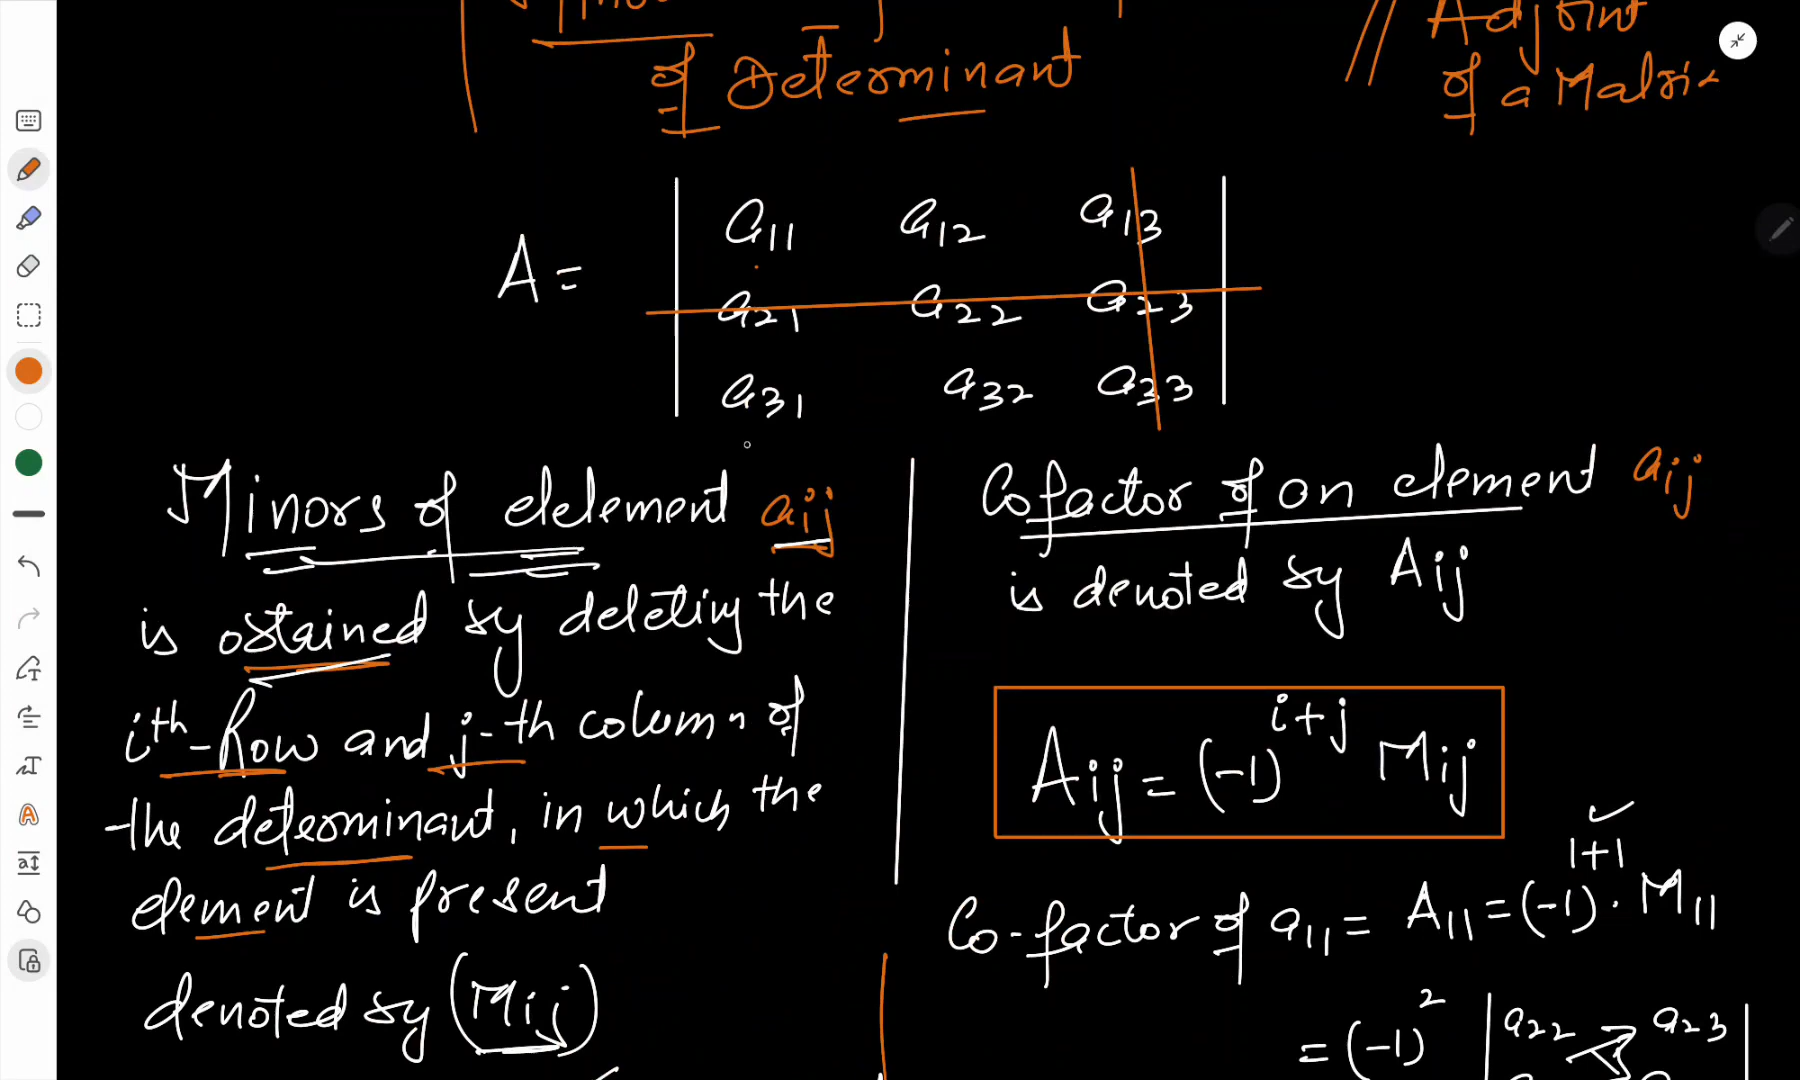 of Determinant
Adjoint
of a Matrix
A =
a11 a12 a13
a21 a22 a23
a31 a32 a33
Minors of elelement aij
is obtained by deleting the
ith-Row and j-th column of
the determinant, in which the
element is present
denoted by (Mij)
Cofactor of an element aij
is denoted by Aij
Aij = (-1)^i+j Mij
Co-factor of a11 = A11 = (-1)^1+1 . M11
= (-1)^2 | a22 a23 |